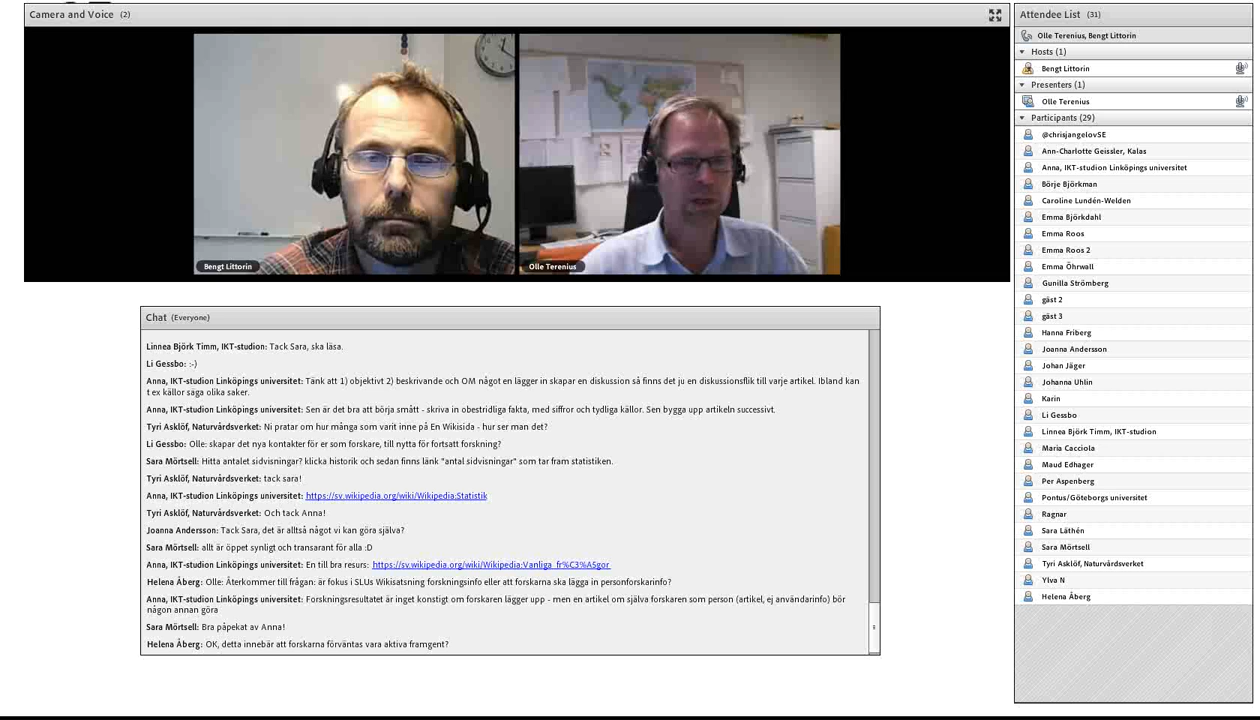 Camera and Voice (2)
Bengt Littorin
Olle Terenius
Chat (Everyone)
Linnea Björk Timm, IKT-studion: Tack Sara, ska läsa.
Li Gessbo: :-)
Anna, IKT-studion Linköpings universitet: Tänk att 1) objektivt 2) beskrivande och OM något en lägger in skapar en diskussion så finns det ju en diskussionsflik till varje artikel. Ibland kan
t ex källor säga olika saker.
Anna, IKT-studion Linköpings universitet: Sen är det bra att börja smått - skriva in obestridliga fakta, med siffror och tydliga källor. Sen bygga upp artikeln successivt.
Tyri Asklöf, Naturvårdsverket: Ni pratar om hur många som varit inne på En Wikisida - hur ser man det?
Li Gessbo: Olle: skapar det nya kontakter för er som forskare, till nytta för fortsatt forskning?
Sara Mörtsell: Hitta antalet sidvisningar? klicka historik och sedan finns länk "antal sidvisningar" som tar fram statistiken.
Tyri Asklöf, Naturvårdsverket: tack sara!
Anna, IKT-studion Linköpings universitet: https://sv.wikipedia.org/wiki/Wikipedia:Statistik
Tyri Asklöf, Naturvårdsverket: Och tack Anna!
Joanna Andersson: Tack Sara, det är alltså något vi kan göra själva?
Sara Mörtsell: allt är öppet synligt och transarant för alla :D
Anna, IKT-studion Linköpings universitet: En till bra resurs: https://sv.wikipedia.org/wiki/Wikipedia:Vanliga_fr%C3%A5gor
Helena Åberg: Olle: Återkommer till frågan: är fokus i SLUs Wikisatsning forskningsinfo eller att forskarna ska lägga in personforskarinfo?
Anna, IKT-studion Linköpings universitet: Forskningsresultatet är inget konstigt om forskaren lägger upp - men en artikel om själva forskaren som person (artikel, ej användarinfo) bör
någon annan göra
Sara Mörtsell: Bra påpekat av Anna!
Helena Åberg: OK, detta innebär att forskarna förväntas vara aktiva framgent?
Attendee List (31)
Olle Terenius, Bengt Littorin
Hosts (1)
Bengt Littorin
Presenters (1)
Olle Terenius
Participants (29)
@chrisjangelovSE
Ann-Charlotte Geissler, Kalas
Anna, IKT-studion Linköpings universitet
Börje Björkman
Caroline Lundén-Welden
Emma Björkdahl
Emma Roos
Emma Roos 2
Emma Öhrwall
Gunilla Strömberg
gäst 2
gäst 3
Hanna Friberg
Joanna Andersson
Johan Jäger
Johanna Uhlin
Karin
Li Gessbo
Linnea Björk Timm, IKT-studion
Maria Cacciola
Maud Edhager
Per Aspenberg
Pontus/Göteborgs universitet
Ragnar
Sara Låthén
Sara Mörtsell
Tyri Asklöf, Naturvårdsverket
Ylva N
Helena Åberg